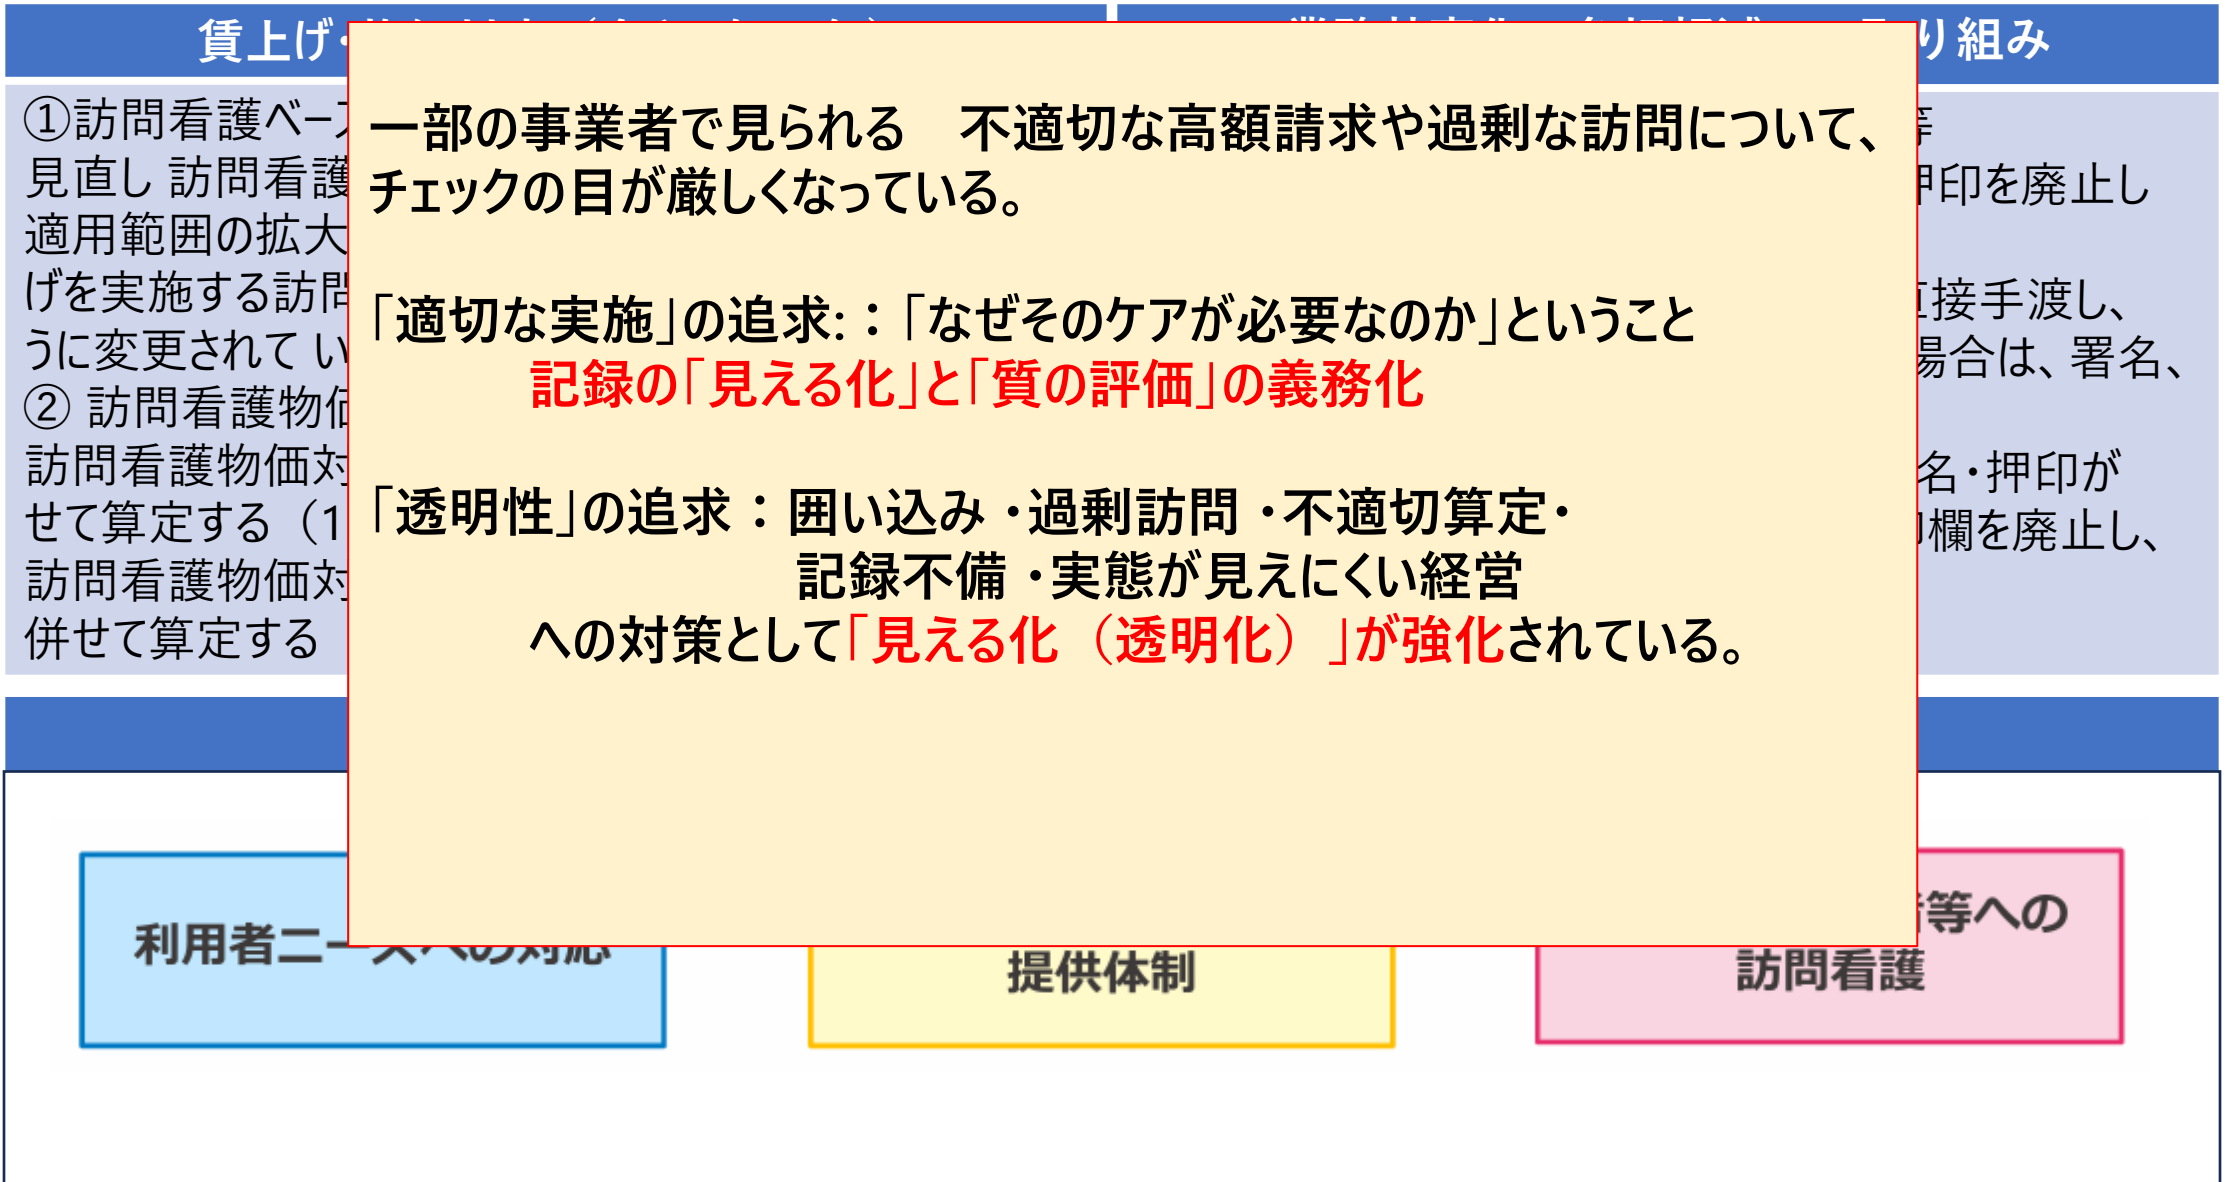 賃上げ・
り組み
①訪問看護ベー
見直し 訪問看護
適用範囲の拡大
げを実施する訪問
うに変更されて い
② 訪問看護物価
訪問看護物価対
せて算定する（1
訪問看護物価対
併せて算定する
一部の事業者で見られる　不適切な高額請求や過剰な訪問について、
チェックの目が厳しくなっている。
「適切な実施」の追求:：「なぜそのケアが必要なのか」ということ
記録の「見える化」と「質の評価」の義務化
「透明性」の追求：囲い込み ・過剰訪問 ・不適切算定・
記録不備 ・実態が見えにくい経営
への対策として「見える化（透明化）」が強化されている。
等
印を廃止し
接手渡し、
場合は、署名、
名・押印が
欄を廃止し、
利用者ニーズへの対応
提供体制
等への
訪問看護